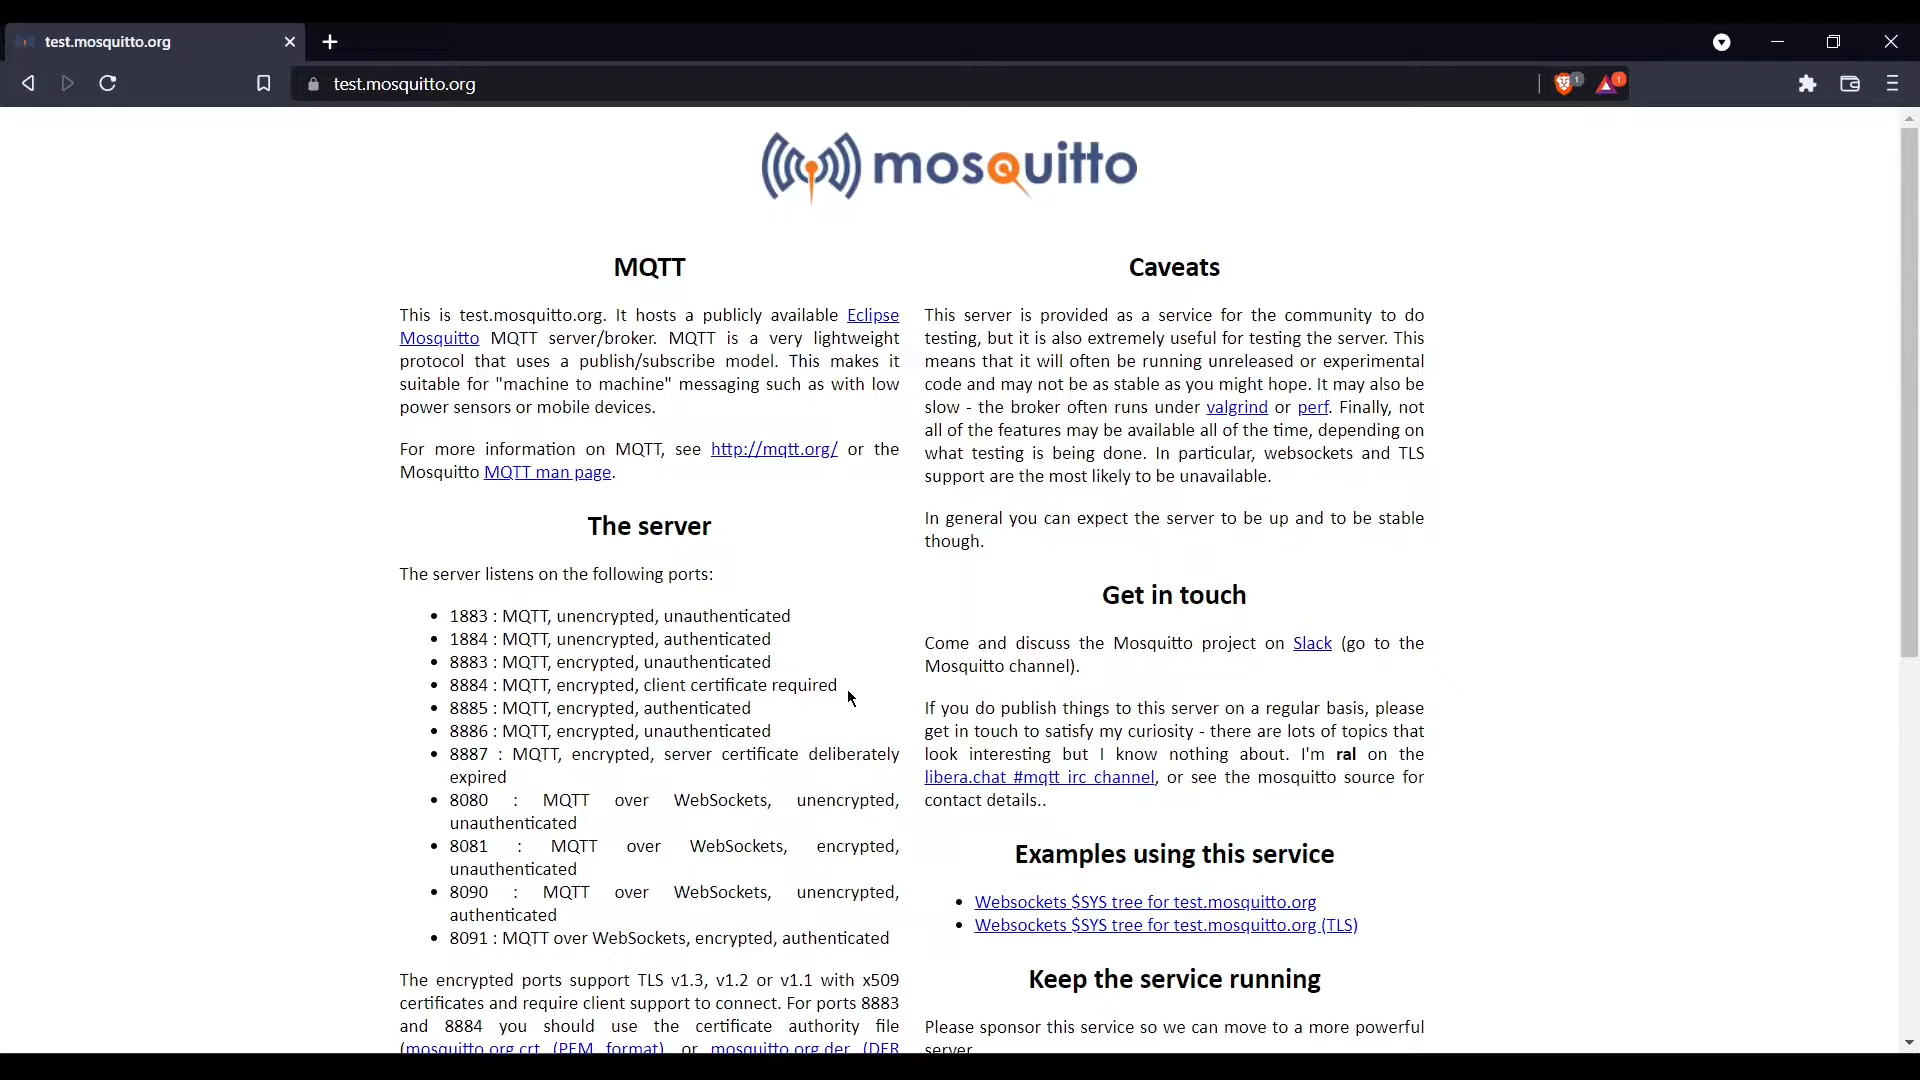 test.mosquitto.org
test.mosquitto.org
1
1
mosquitto
MQTT
This is test.mosquitto.org. It hosts a publicly available Eclipse
Mosquitto MQTT server/broker. MQTT is a very lightweight
protocol that uses a publish/subscribe model. This makes it
suitable for "machine to machine" messaging such as with low
power sensors or mobile devices.
For more information on MQTT, see http://mqtt.org/ or the
Mosquitto MQTT man page.
The server
The server listens on the following ports:
• 1883 : MQTT, unencrypted, unauthenticated
• 1884 : MQTT, unencrypted, authenticated
• 8883 : MQTT, encrypted, unauthenticated
• 8884 : MQTT, encrypted, client certificate required
• 8885 : MQTT, encrypted, authenticated
• 8886 : MQTT, encrypted, unauthenticated
• 8887 : MQTT, encrypted, server certificate deliberately
expired
• 8080 : MQTT over WebSockets, unencrypted,
unauthenticated
• 8081 : MQTT over WebSockets, encrypted,
unauthenticated
• 8090 : MQTT over WebSockets, unencrypted,
authenticated
• 8091 : MQTT over WebSockets, encrypted, authenticated
The encrypted ports support TLS v1.3, v1.2 or v1.1 with x509
certificates and require client support to connect. For ports 8883
and 8884 you should use the certificate authority file
(mosquitto.org.crt (PEM format) or mosquitto.org.der (DER
Caveats
This server is provided as a service for the community to do
testing, but it is also extremely useful for testing the server. This
means that it will often be running unreleased or experimental
code and may not be as stable as you might hope. It may also be
slow - the broker often runs under valgrind or perf. Finally, not
all of the features may be available all of the time, depending on
what testing is being done. In particular, websockets and TLS
support are the most likely to be unavailable.
In general you can expect the server to be up and to be stable
though.
Get in touch
Come and discuss the Mosquitto project on Slack (go to the
Mosquitto channel).
If you do publish things to this server on a regular basis, please
get in touch to satisfy my curiosity - there are lots of topics that
look interesting but I know nothing about. I'm ral on the
libera.chat #mqtt irc channel, or see the mosquitto source for
contact details..
Examples using this service
• Websockets $SYS tree for test.mosquitto.org
• Websockets $SYS tree for test.mosquitto.org (TLS)
Keep the service running
Please sponsor this service so we can move to a more powerful
server